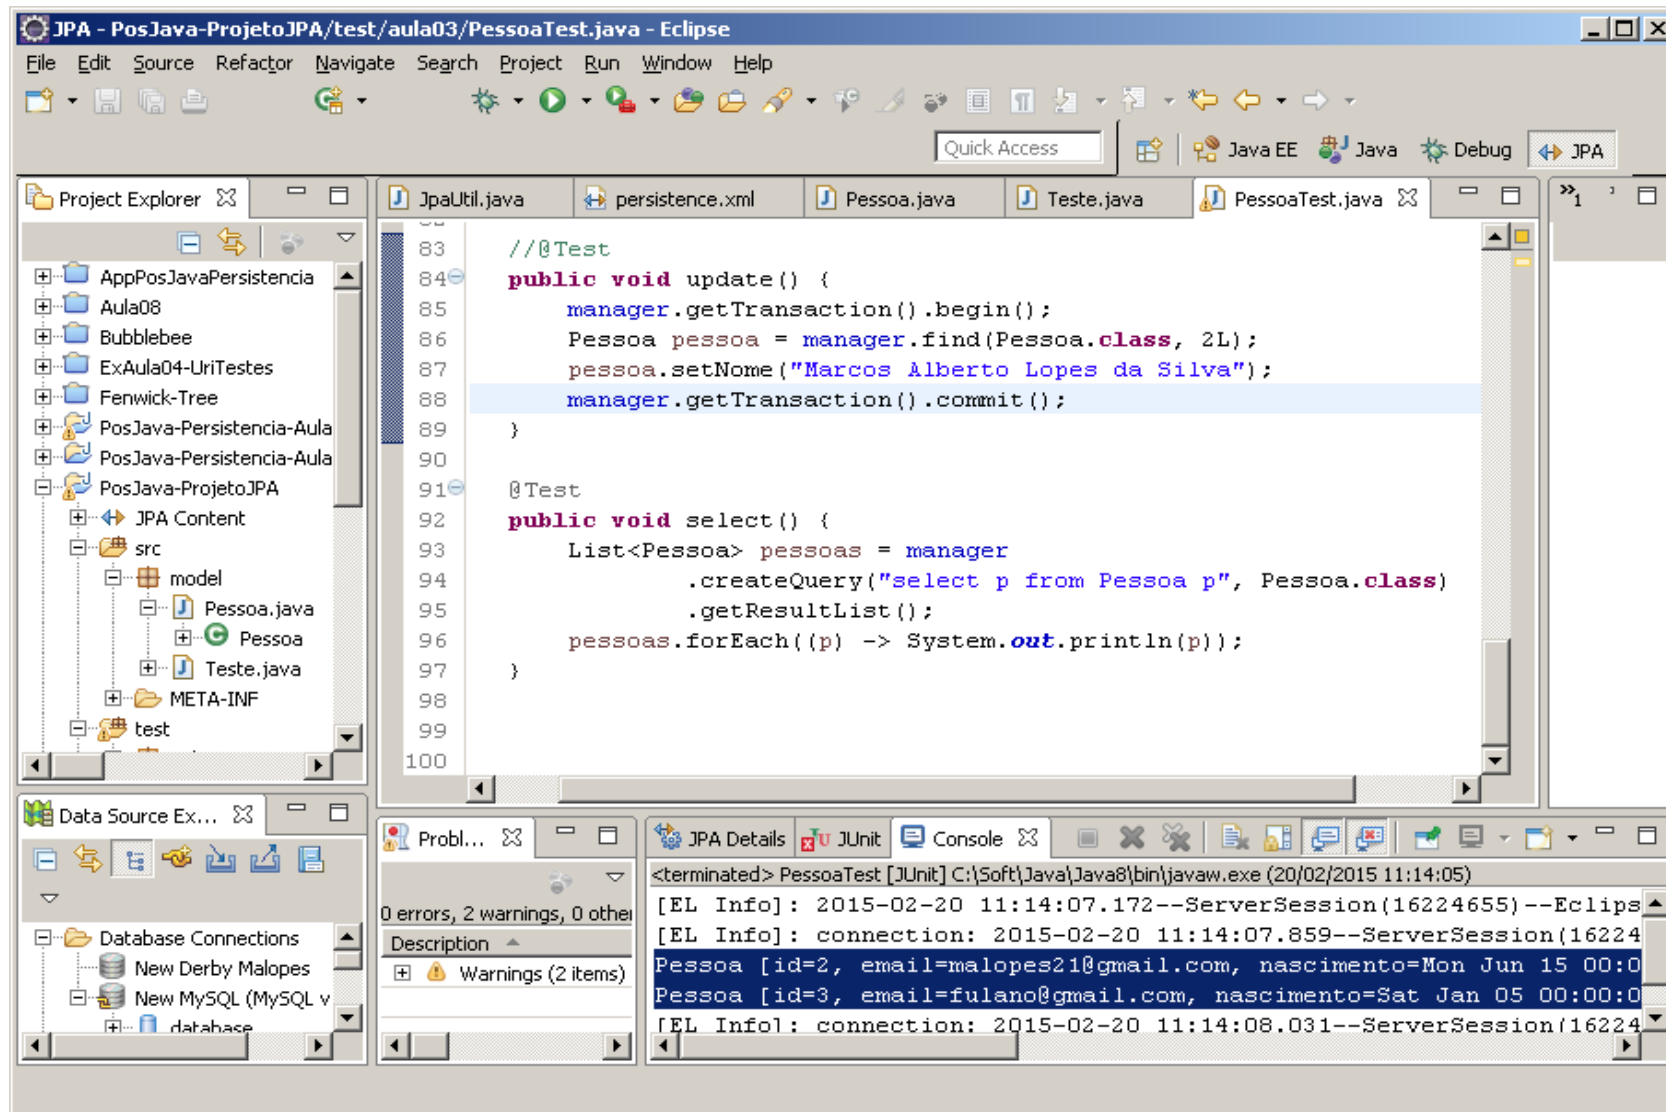 JPA - PosJava-ProjetoJPA/test/aula03/PessoaTest.java - Eclipse
File Edit Source Refactor Navigate Search Project Run Window Help
Quick Access
Java EE Java Debug JPA
Project Explorer
AppPosJavaPersistencia
Aula08
Bubblebee
ExAula04-UriTestes
Fenwick-Tree
PosJava-Persistencia-Aula
PosJava-Persistencia-Aula
PosJava-ProjetoJPA
JPA Content
src
model
Pessoa.java
Pessoa
Teste.java
META-INF
test
JpaUtil.java persistence.xml Pessoa.java Teste.java PessoaTest.java
»1
83 //@Test
84 public void update() {
85 manager.getTransaction().begin();
86 Pessoa pessoa = manager.find(Pessoa.class, 2L);
87 pessoa.setNome("Marcos Alberto Lopes da Silva");
88 manager.getTransaction().commit();
89 }
90
91 @Test
92 public void select() {
93 List<Pessoa> pessoas = manager
94 .createQuery("select p from Pessoa p", Pessoa.class)
95 .getResultList();
96 pessoas.forEach((p) -> System.out.println(p));
97 }
98
99
100
Data Source Ex...
Database Connections
New Derby Malopes
New MySQL (MySQL v
database
Probl...
0 errors, 2 warnings, 0 other
Description
Warnings (2 items)
JPA Details JUnit Console
<terminated> PessoaTest [JUnit] C:\Soft\Java\Java8\bin\javaw.exe (20/02/2015 11:14:05)
[EL Info]: 2015-02-20 11:14:07.172--ServerSession(16224655)--Eclips
[EL Info]: connection: 2015-02-20 11:14:07.859--ServerSession(16224
Pessoa [id=2, email=malopes21@gmail.com, nascimento=Mon Jun 15 00:0
Pessoa [id=3, email=fulano@gmail.com, nascimento=Sat Jan 05 00:00:0
[EL Info]: connection: 2015-02-20 11:14:08.031--ServerSession(16224